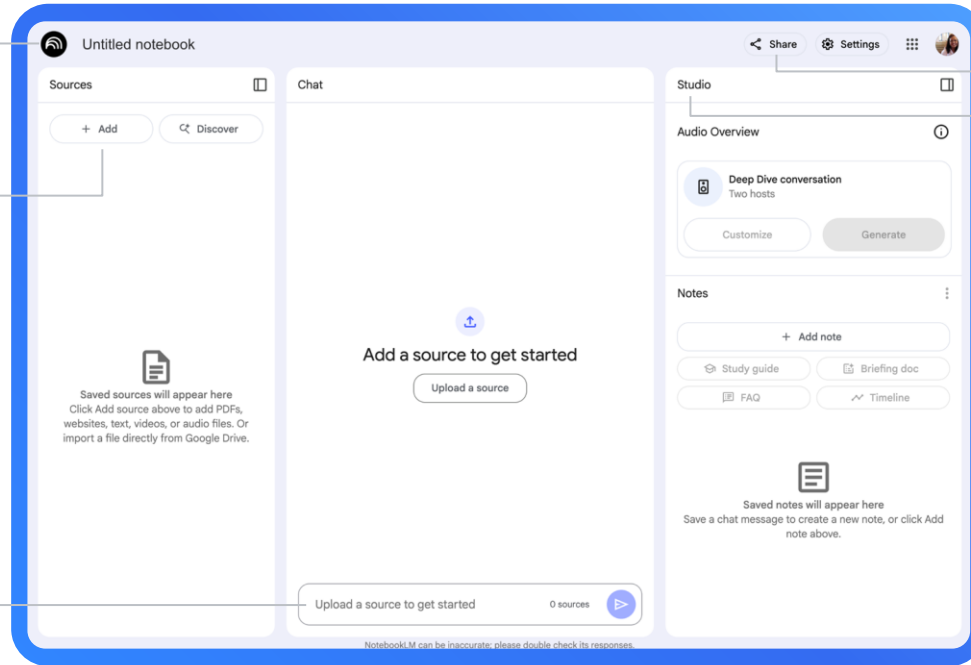 Untitled notebook
Share
Settings
Sources
Chat
Studio
+ Add
Discover
Audio Overview
Deep Dive conversation
Two hosts
Customize
Generate
Notes
+ Add note
Study guide
Briefing doc
FAQ
Timeline
Add a source to get started
Upload a source
Saved sources will appear here
Click Add source above to add PDFs,
websites, text, videos, or audio files. Or
import a file directly from Google Drive.
Saved notes will appear here
Save a chat message to create a new note, or click Add
note above.
Upload a source to get started
0 sources
NotebookLM can be inaccurate; please double check its responses.